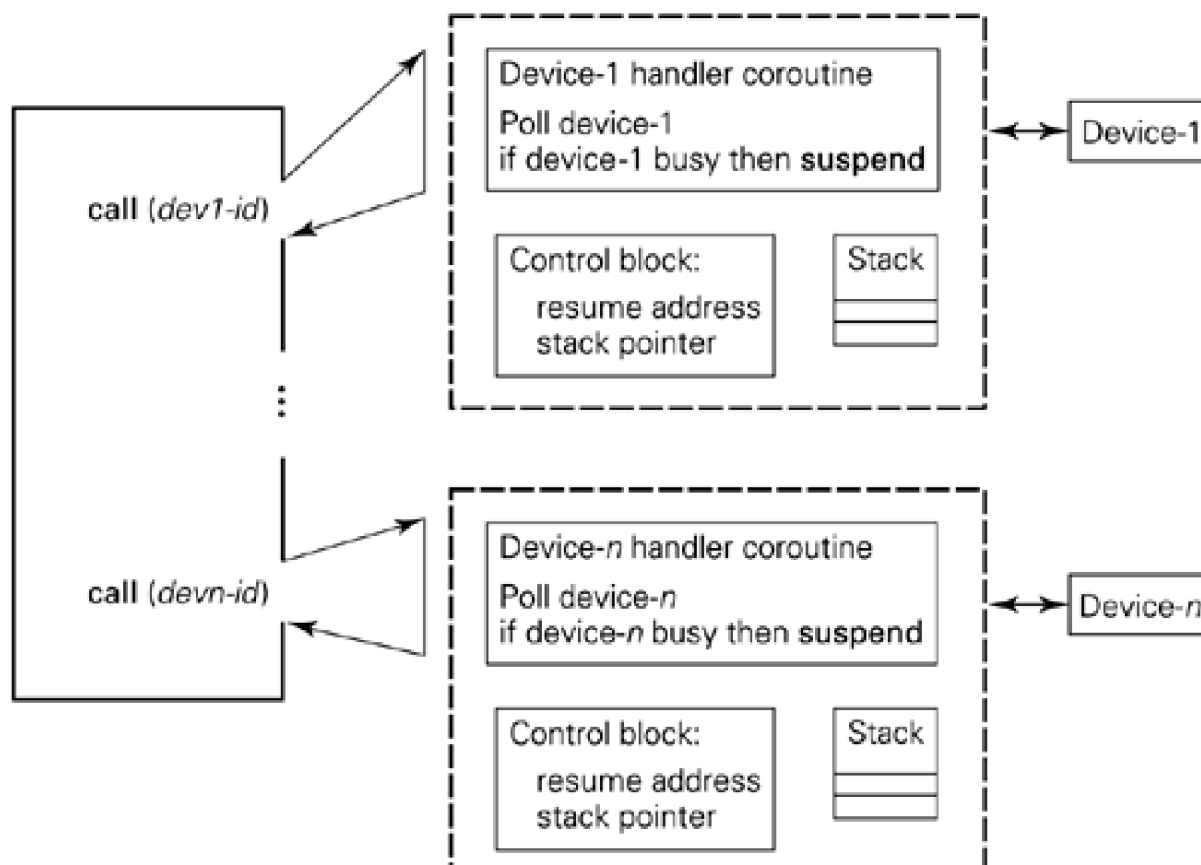 Device-1 handler coroutine
Poll device-1
if device-1 busy then suspend
Device-1
call (dev1-id)
Control block:
resume address
stack pointer
Stack
Device-n handler coroutine
Poll device-n
if device-n busy then suspend
Device-n
call (devn-id)
Control block:
resume address
stack pointer
Stack